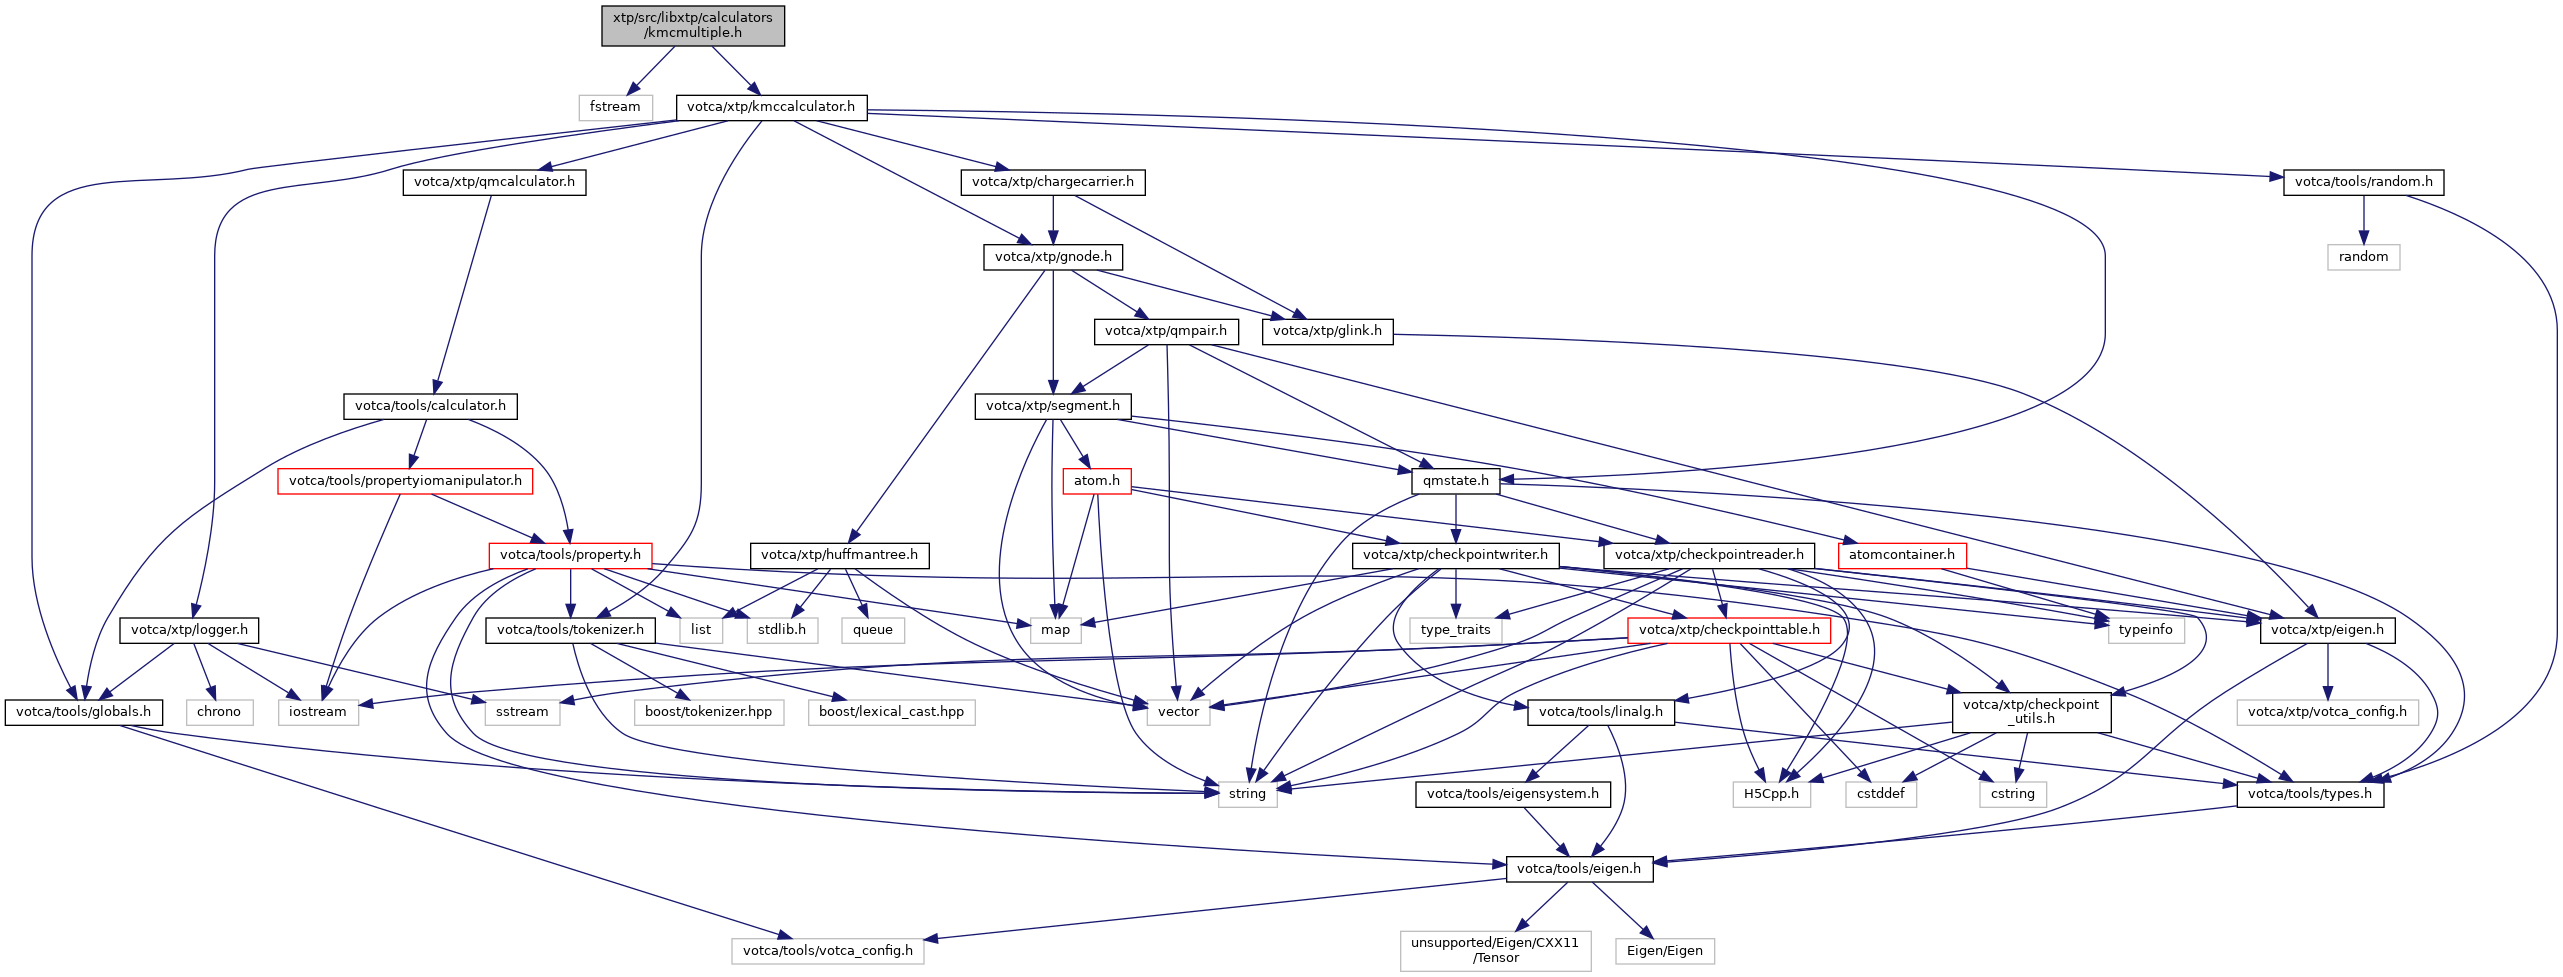 xtp/src/libxtp/calculators
/kmcmultiple.h
fstream
votca/xtp/kmccalculator.h
votca/xtp/qmcalculator.h
votca/xtp/chargecarrier.h
votca/tools/random.h
votca/xtp/gnode.h
random
votca/xtp/qmpair.h
votca/xtp/glink.h
votca/tools/calculator.h
votca/xtp/segment.h
votca/tools/propertyiomanipulator.h
atom.h
qmstate.h
votca/tools/property.h
votca/xtp/huffmantree.h
votca/xtp/checkpointwriter.h
votca/xtp/checkpointreader.h
atomcontainer.h
votca/xtp/logger.h
votca/tools/tokenizer.h
list
stdlib.h
queue
map
type_traits
votca/xtp/checkpointtable.h
typeinfo
votca/xtp/eigen.h
votca/tools/globals.h
chrono
iostream
sstream
boost/tokenizer.hpp
boost/lexical_cast.hpp
vector
votca/tools/linalg.h
votca/xtp/checkpoint
_utils.h
votca/xtp/votca_config.h
string
votca/tools/eigensystem.h
H5Cpp.h
cstddef
cstring
votca/tools/types.h
votca/tools/eigen.h
votca/tools/votca_config.h
unsupported/Eigen/CXX11
/Tensor
Eigen/Eigen